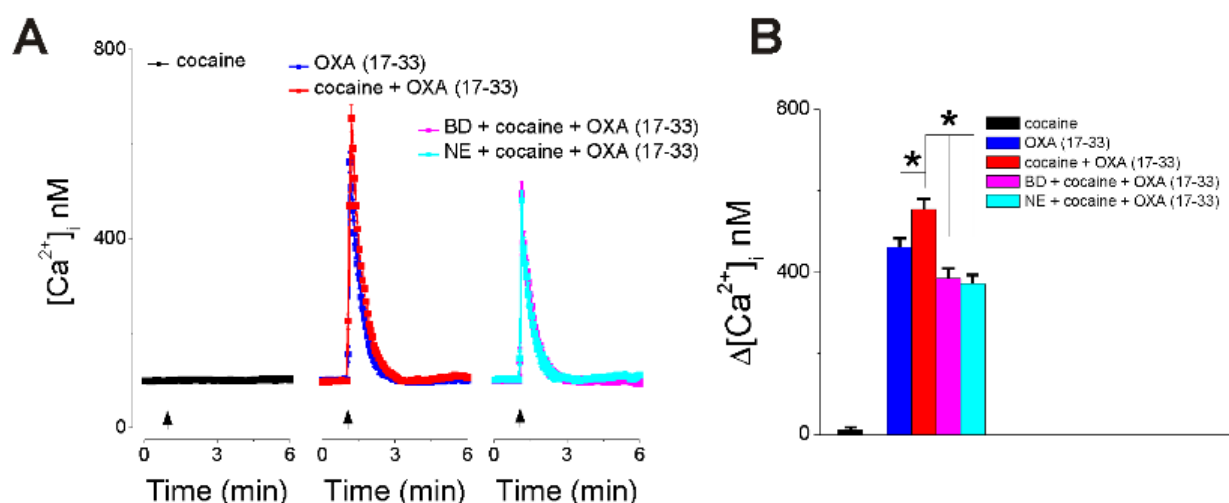 A
800
400
0
[Ca²⁺]ᵢ nM
cocaine
OXA (17-33)
cocaine + OXA (17-33)
BD + cocaine + OXA (17-33)
NE + cocaine + OXA (17-33)
0 3 6
0 3 6
0 3 6
Time (min)
Time (min)
Time (min)
B
800
400
0
Δ[Ca²⁺]ᵢ nM
*
*
cocaine
OXA (17-33)
cocaine + OXA (17-33)
BD + cocaine + OXA (17-33)
NE + cocaine + OXA (17-33)